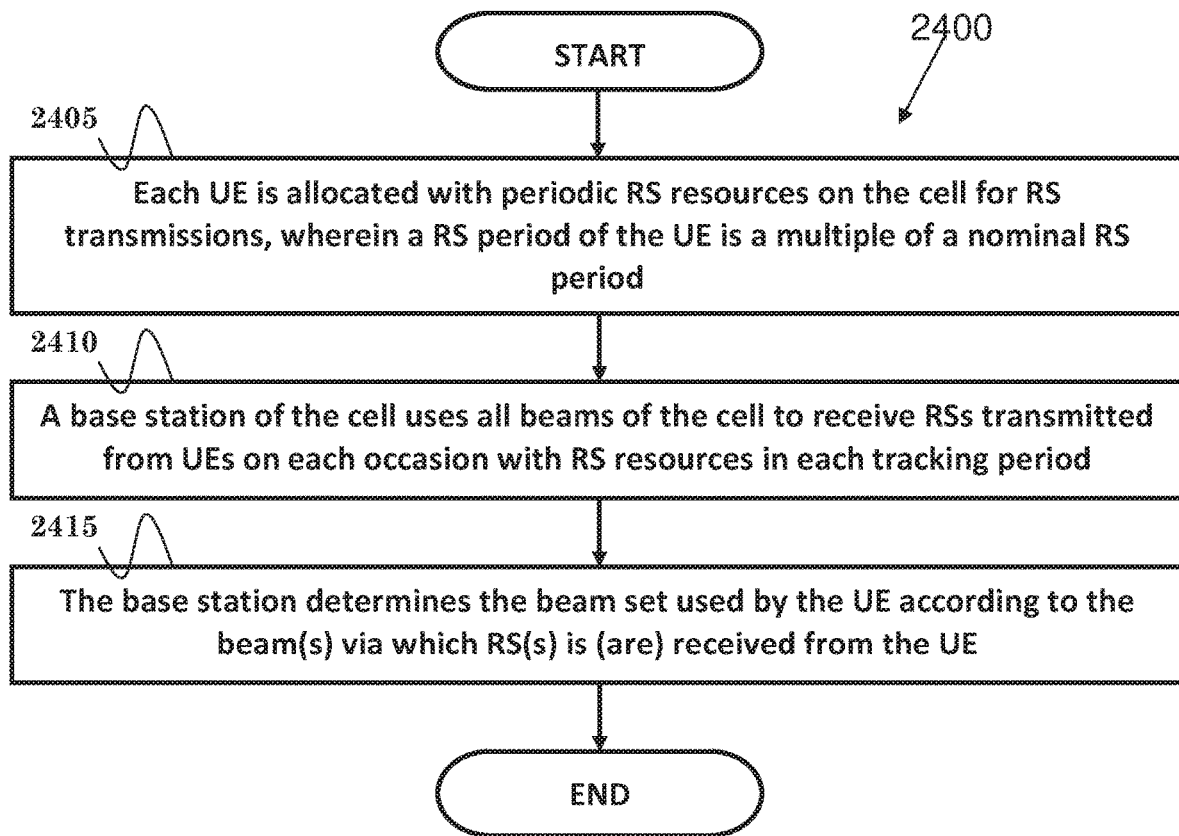 START
2400
2405
Each UE is allocated with periodic RS resources on the cell for RS
transmissions, wherein a RS period of the UE is a multiple of a nominal RS
period
2410
A base station of the cell uses all beams of the cell to receive RSs transmitted
from UEs on each occasion with RS resources in each tracking period
2415
The base station determines the beam set used by the UE according to the
beam(s) via which RS(s) is (are) received from the UE
END